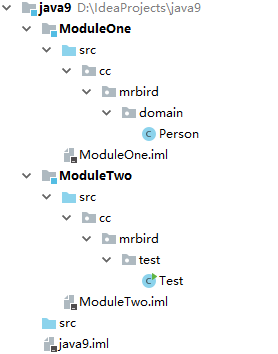 java9 D:\IdeaProjects\java9
ModuleOne
src
cc
mrbird
domain
Person
ModuleOne.iml
ModuleTwo
src
cc
mrbird
test
Test
ModuleTwo.iml
src
java9.iml